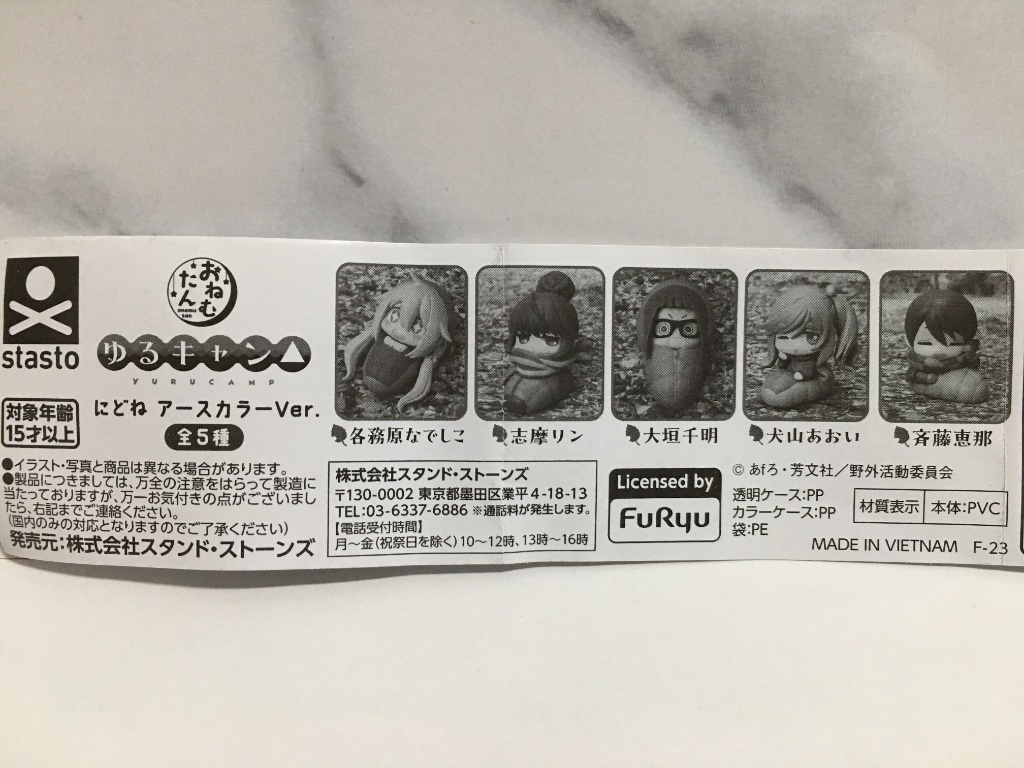 stasto
おねむたん
onemutan
ゆるキャン△
YURUCAMP
対象年齢
15才以上
にどね アースカラーVer.
全5種
●イラスト・写真と商品は異なる場合があります。
●製品につきましては、万全の注意をはらって製造に
当たっておりますが、万一お気付きの点がございまし
たら、右記までご連絡ください。
(国内のみの対応となりますのでご了承ください)
発売元:株式会社スタンド・ストーンズ
各務原なでしこ
志摩リン
大垣千明
犬山あおい
斉藤恵那
株式会社スタンド・ストーンズ
〒130-0002 東京都墨田区業平4-18-13
TEL:03-6337-6886 ※通話料が発生します。
【電話受付時間】
月〜金(祝祭日を除く)10〜12時、13時〜16時
Licensed by
FuRyu
© あfろ・芳文社/野外活動委員会
透明ケース:PP
カラーケース:PP
袋:PE
材質表示 本体:PVC
MADE IN VIETNAM F-23